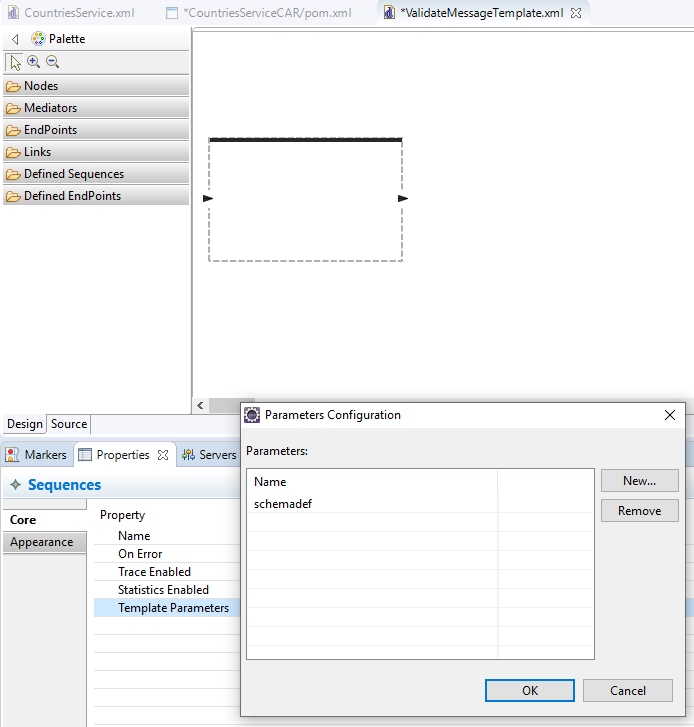 CountriesService.xml
*CountriesServiceCAR/pom.xml
*ValidateMessageTemplate.xml
Palette
Nodes
Mediators
EndPoints
Links
Defined Sequences
Defined EndPoints
Design
Source
Markers
Properties
Servers
Sequences
Core
Appearance
Property
Name
On Error
Trace Enabled
Statistics Enabled
Template Parameters
Parameters Configuration
Parameters:
Name
schemadef
New...
Remove
OK
Cancel